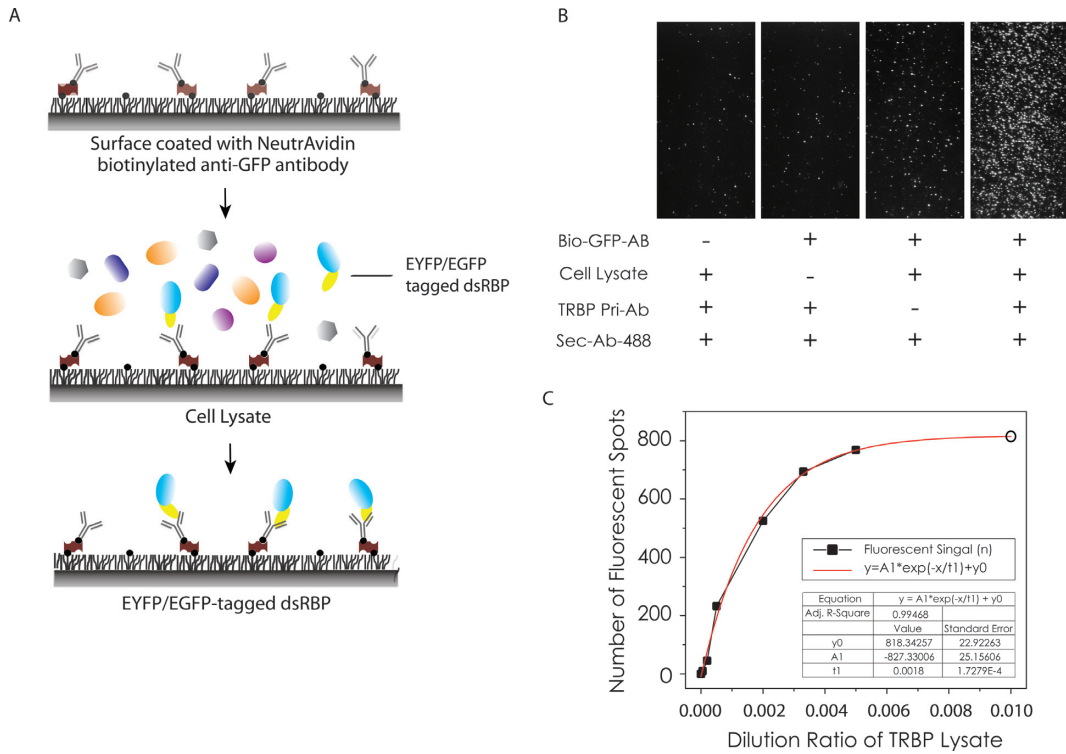 A
Surface coated with NeutrAvidin
biotinylated anti-GFP antibody
EYFP/EGFP
tagged dsRBP
Cell Lysate
EYFP/EGFP-tagged dsRBP
B
Bio-GFP-AB - + + +
Cell Lysate + - + +
TRBP Pri-Ab + + - +
Sec-Ab-488 + + + +
C
Number of Fluorescent Spots
800
600
400
200
0
Fluorescent Singal (n)
y=A1*exp(-x/t1)+y0
Equation y = A1*exp(-x/t1) + y0
Adj. R-Square 0.99468
Value Standard Error
y0 818.34257 22.92263
A1 -827.33006 25.15606
t1 0.0018 1.7279E-4
0.000 0.002 0.004 0.006 0.008 0.010
Dilution Ratio of TRBP Lysate